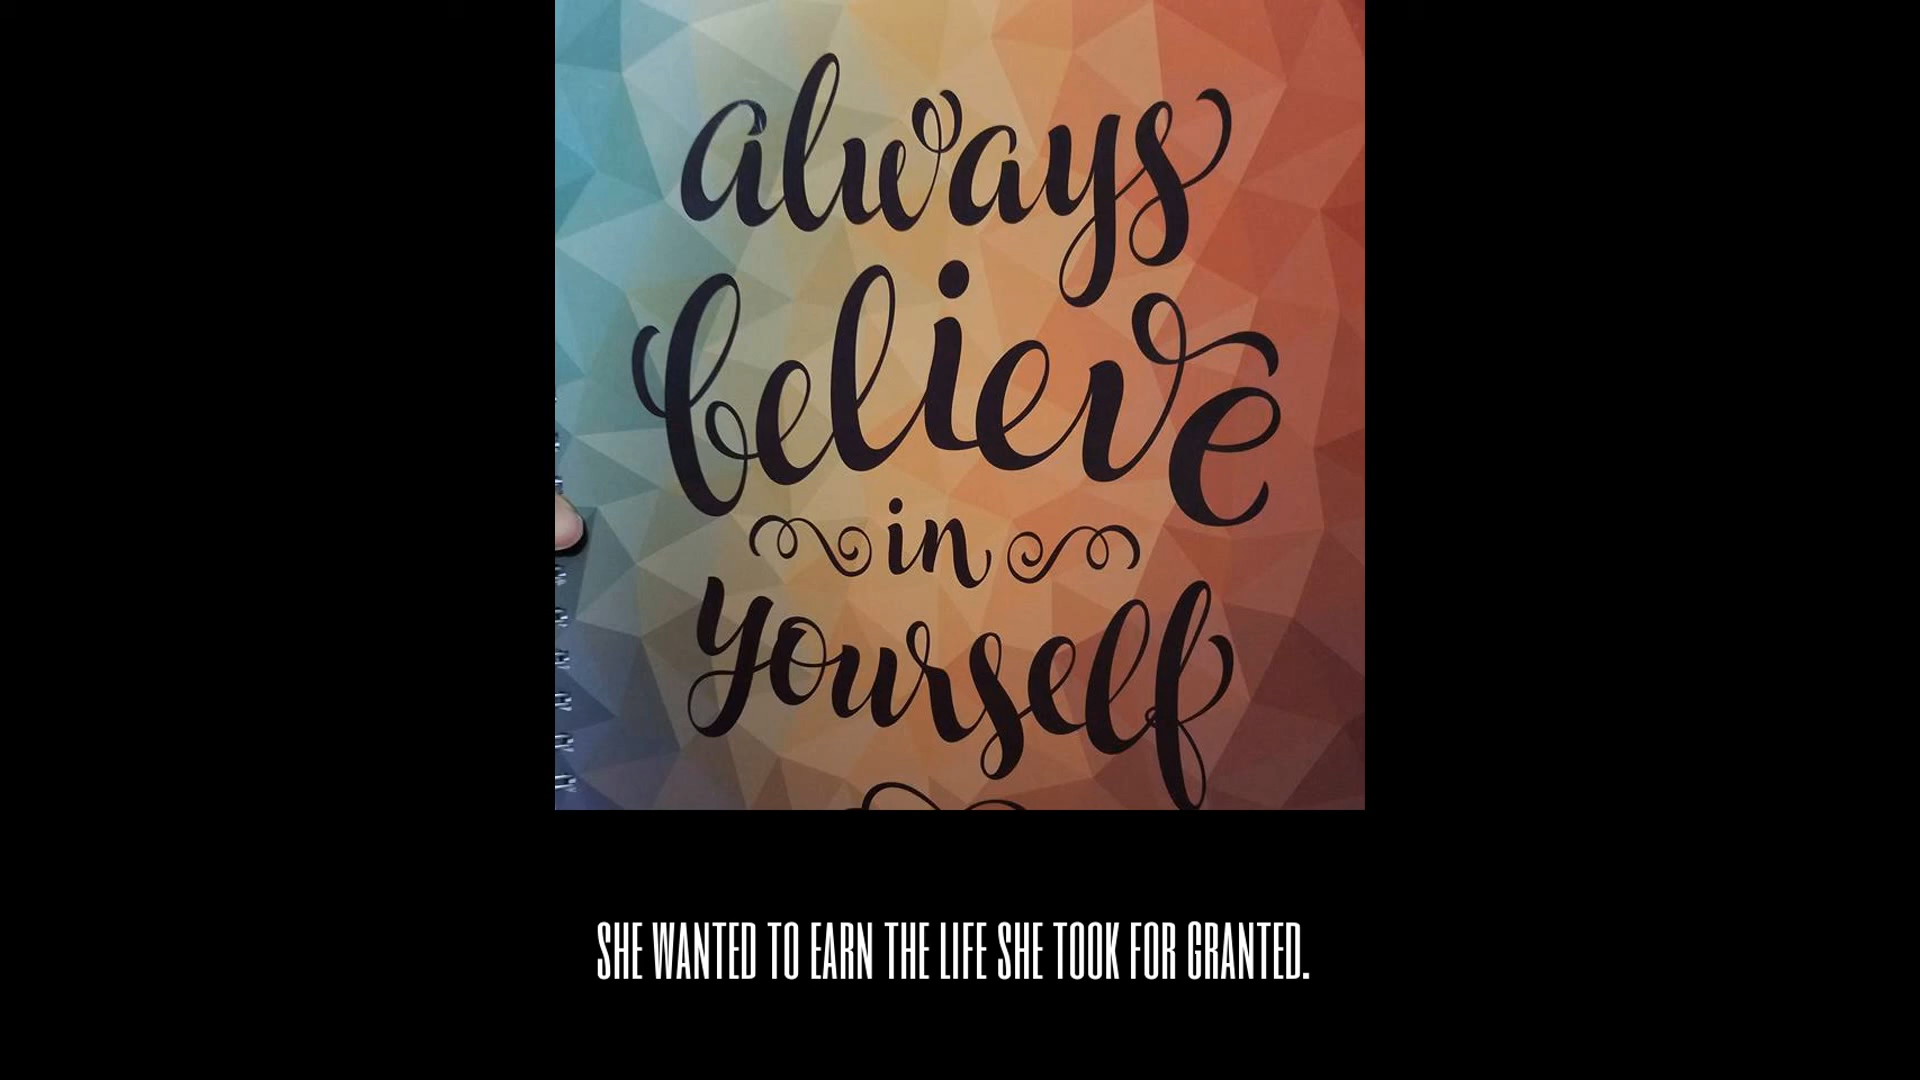 always
believe
in
yourself
SHE WANTED TO EARN THE LIFE SHE TOOK FOR GRANTED.